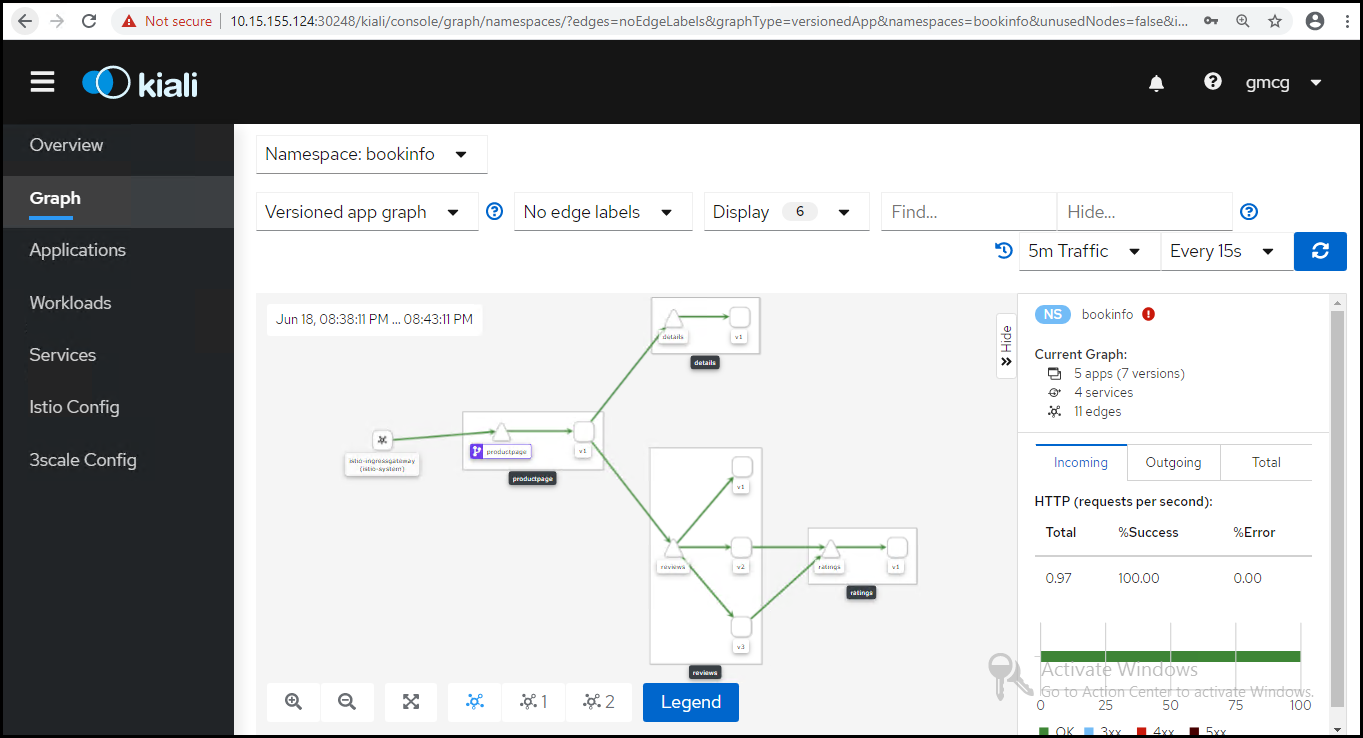 Not secure
10.15.155.124:30248/kiali/console/graph/namespaces/?edges=noEdgeLabels&graphType=versionedApp&namespaces=bookinfo&unusedNodes=false&i...
kiali
gmcg
Overview
Graph
Applications
Workloads
Services
Istio Config
3scale Config
Namespace: bookinfo
Versioned app graph
No edge labels
Display 6
Find...
Hide...
5m Traffic
Every 15s
Jun 18, 08:38:11 PM ... 08:43:11 PM
details
v1
details
istio-ingressgateway
(istio-system)
productpage
v1
productpage
v1
reviews
v2
v3
reviews
ratings
v1
ratings
1
2
Legend
Hide
NS bookinfo
Current Graph:
5 apps (7 versions)
4 services
11 edges
Incoming
Outgoing
Total
HTTP (requests per second):
Total %Success %Error
0.97 100.00 0.00
0 25 50 75 100
OK 3xx 4xx 5xx
Activate Windows
Go to Action Center to activate Windows.